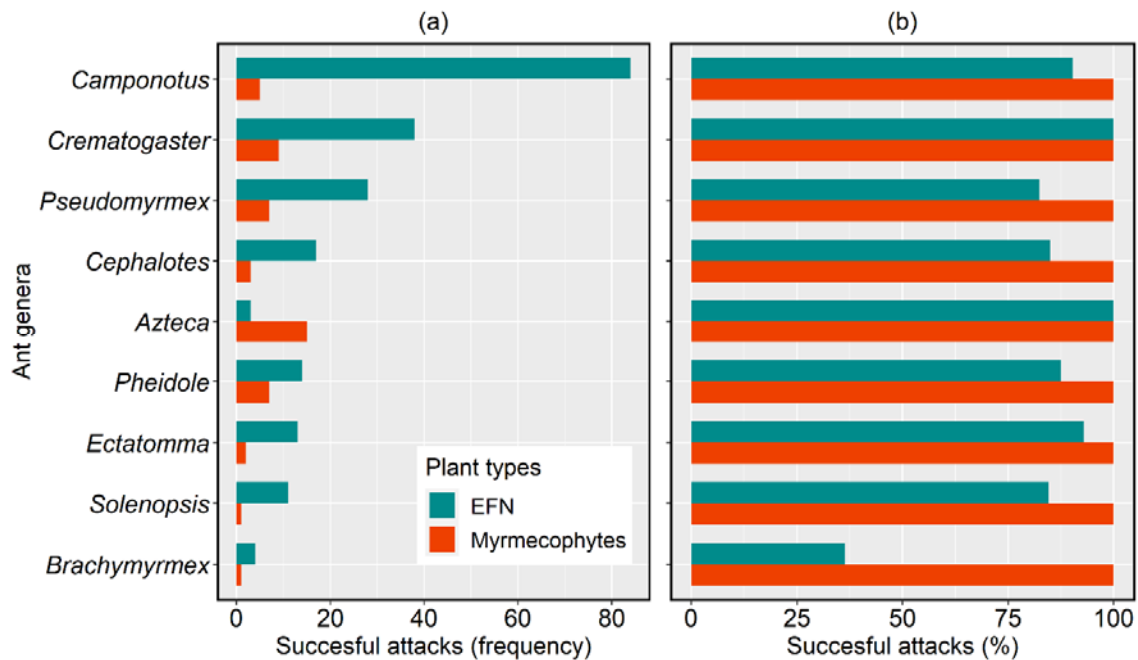 (a)
(b)
Ant genera
Camponotus
Crematogaster
Pseudomyrmex
Cephalotes
Azteca
Pheidole
Ectatomma
Solenopsis
Brachymyrmex
Plant types
EFN
Myrmecophytes
0 20 40 60 80
0 25 50 75 100
Succesful attacks (frequency)
Succesful attacks (%)